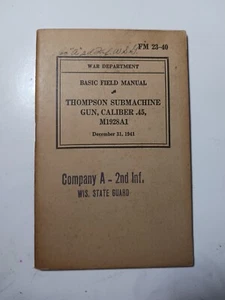 FM 23-40
WAR DEPARTMENT
BASIC FIELD MANUAL
THOMPSON SUBMACHINE
GUN, CALIBER .45,
M1928A1
December 31, 1941
Company A - 2nd Inf.
WIS. STATE GUARD